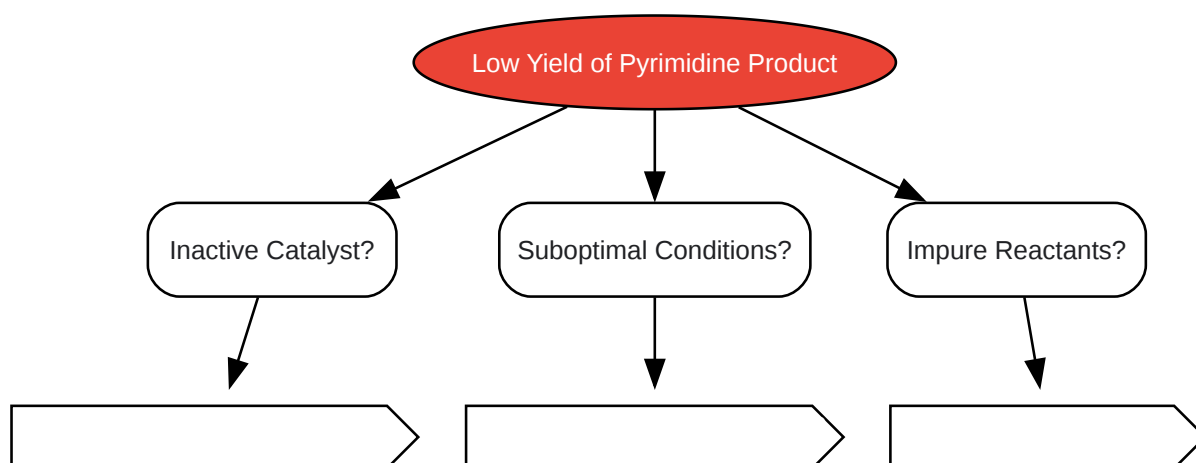 Low Yield of Pyrimidine Product
Inactive Catalyst?
Suboptimal Conditions?
Impure Reactants?